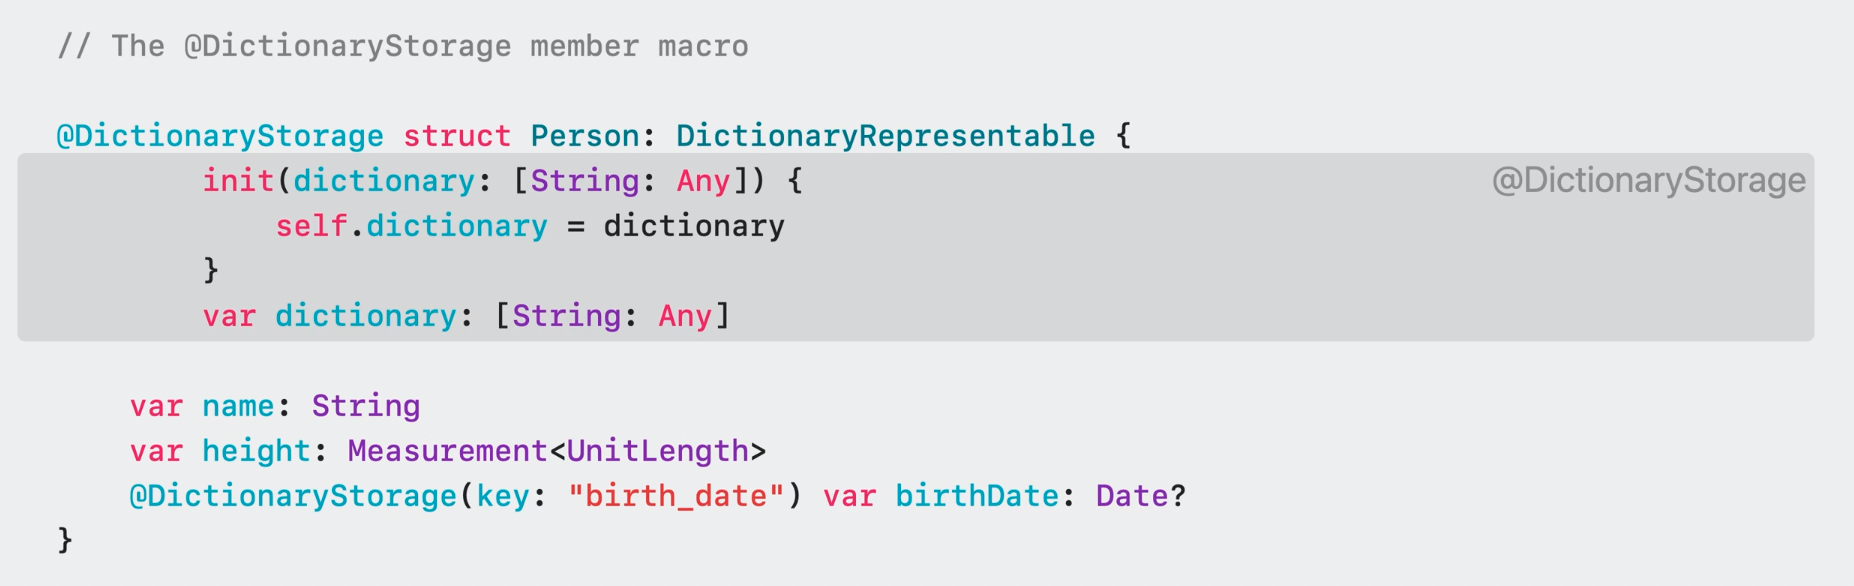 // The @DictionaryStorage member macro
@DictionaryStorage struct Person: DictionaryRepresentable {
init(dictionary: [String: Any]) {
@DictionaryStorage
self.dictionary = dictionary
}
var dictionary: [String: Any]
var name: String
var height: Measurement<UnitLength>
@DictionaryStorage(key: "birth_date") var birthDate: Date?
}